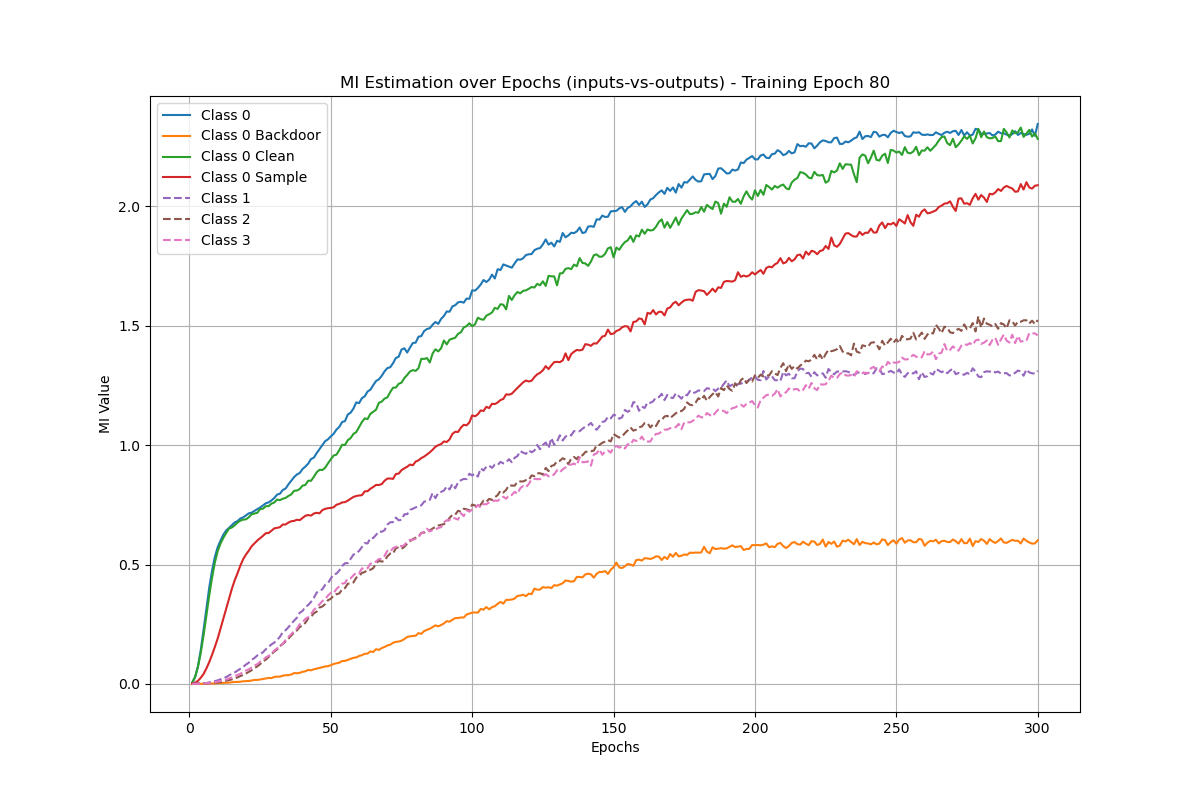 MI Estimation over Epochs (inputs-vs-outputs) - Training Epoch 80
Class 0
Class 0 Backdoor
Class 0 Clean
Class 0 Sample
Class 1
Class 2
Class 3
MI Value
2.0
1.5
1.0
0.5
0.0
0
50
100
150
200
250
300
Epochs